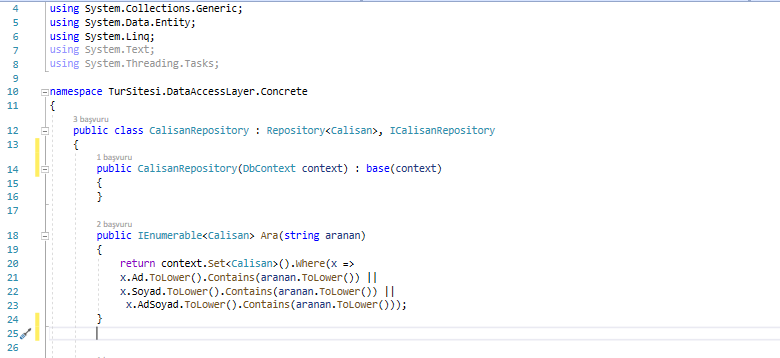 4 using System.Collections.Generic;
5 using System.Data.Entity;
6 using System.Linq;
7 using System.Text;
8 using System.Threading.Tasks;
9
10 namespace TurSitesi.DataAccessLayer.Concrete
11 {
3 başvuru
12 public class CalisanRepository : Repository<Calisan>, ICalisanRepository
13 {
1 başvuru
14 public CalisanRepository(DbContext context) : base(context)
15 {
16 }
17
2 başvuru
18 public IEnumerable<Calisan> Ara(string aranan)
19 {
20 return context.Set<Calisan>().Where(x =>
21 x.Ad.ToLower().Contains(aranan.ToLower()) ||
22 x.Soyad.ToLower().Contains(aranan.ToLower()) ||
23 x.AdSoyad.ToLower().Contains(aranan.ToLower()));
24 }
25
26